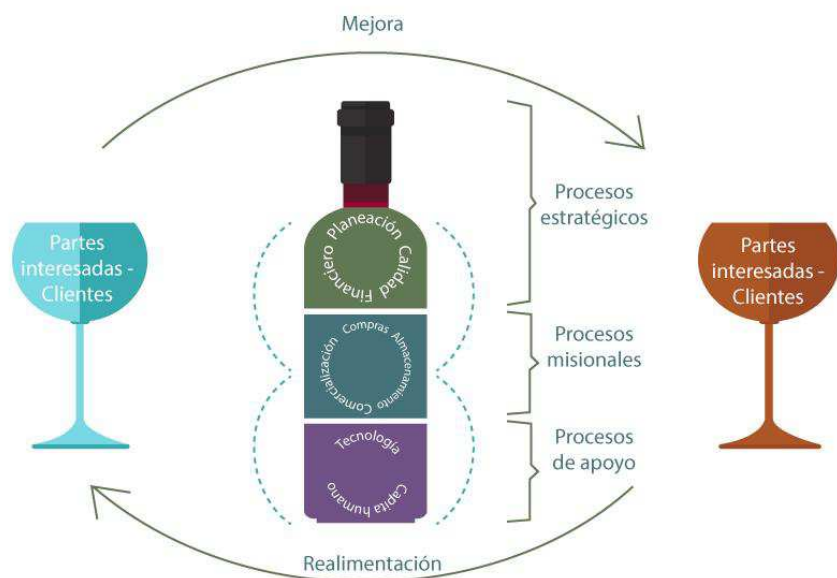 Mejora
Partes
interesadas -
Clientes
Financiero Planeación Calidad
Compras Almacenamiento Comercialización
Tecnología
Capita humano
Procesos
estratégicos
Procesos
misionales
Procesos
de apoyo
Partes
interesadas -
Clientes
Realimentación